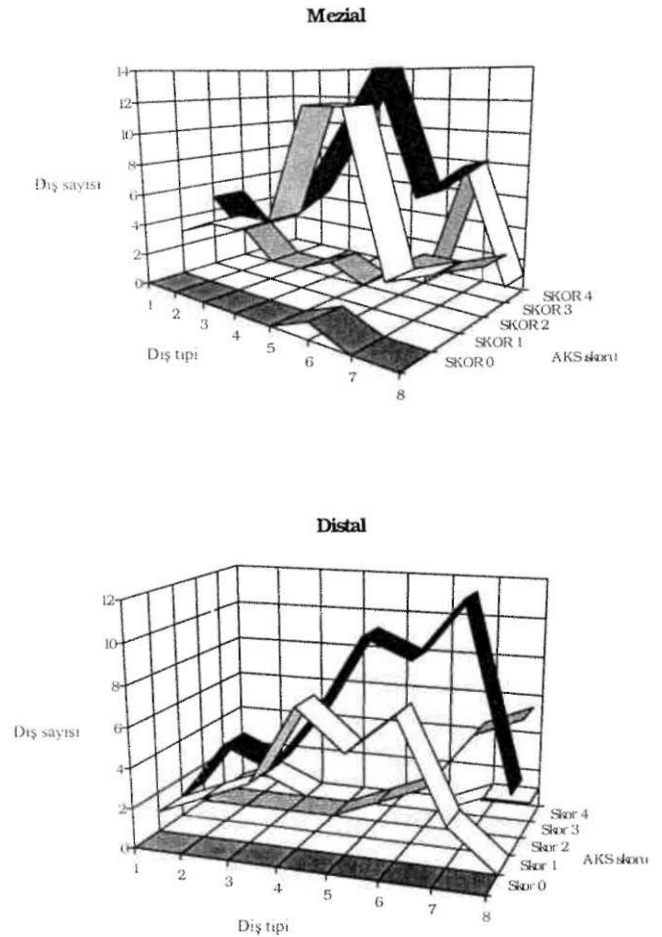 Mezial
14
12
10
8
6
4
2
0
Dış sayısı
1
2
3
4
5
6
7
8
Dış tıpi
SKOR 4
SKOR 3
SKOR 2
SKOR 1
SKOR 0
AKS skoru
Distal
12
10
8
6
4
2
0
Diş sayısı
1
2
3
4
5
6
7
8
Diş tipi
Skor 4
Skor 3
Skor 2
Skor 1
Skor 0
AKS skoru